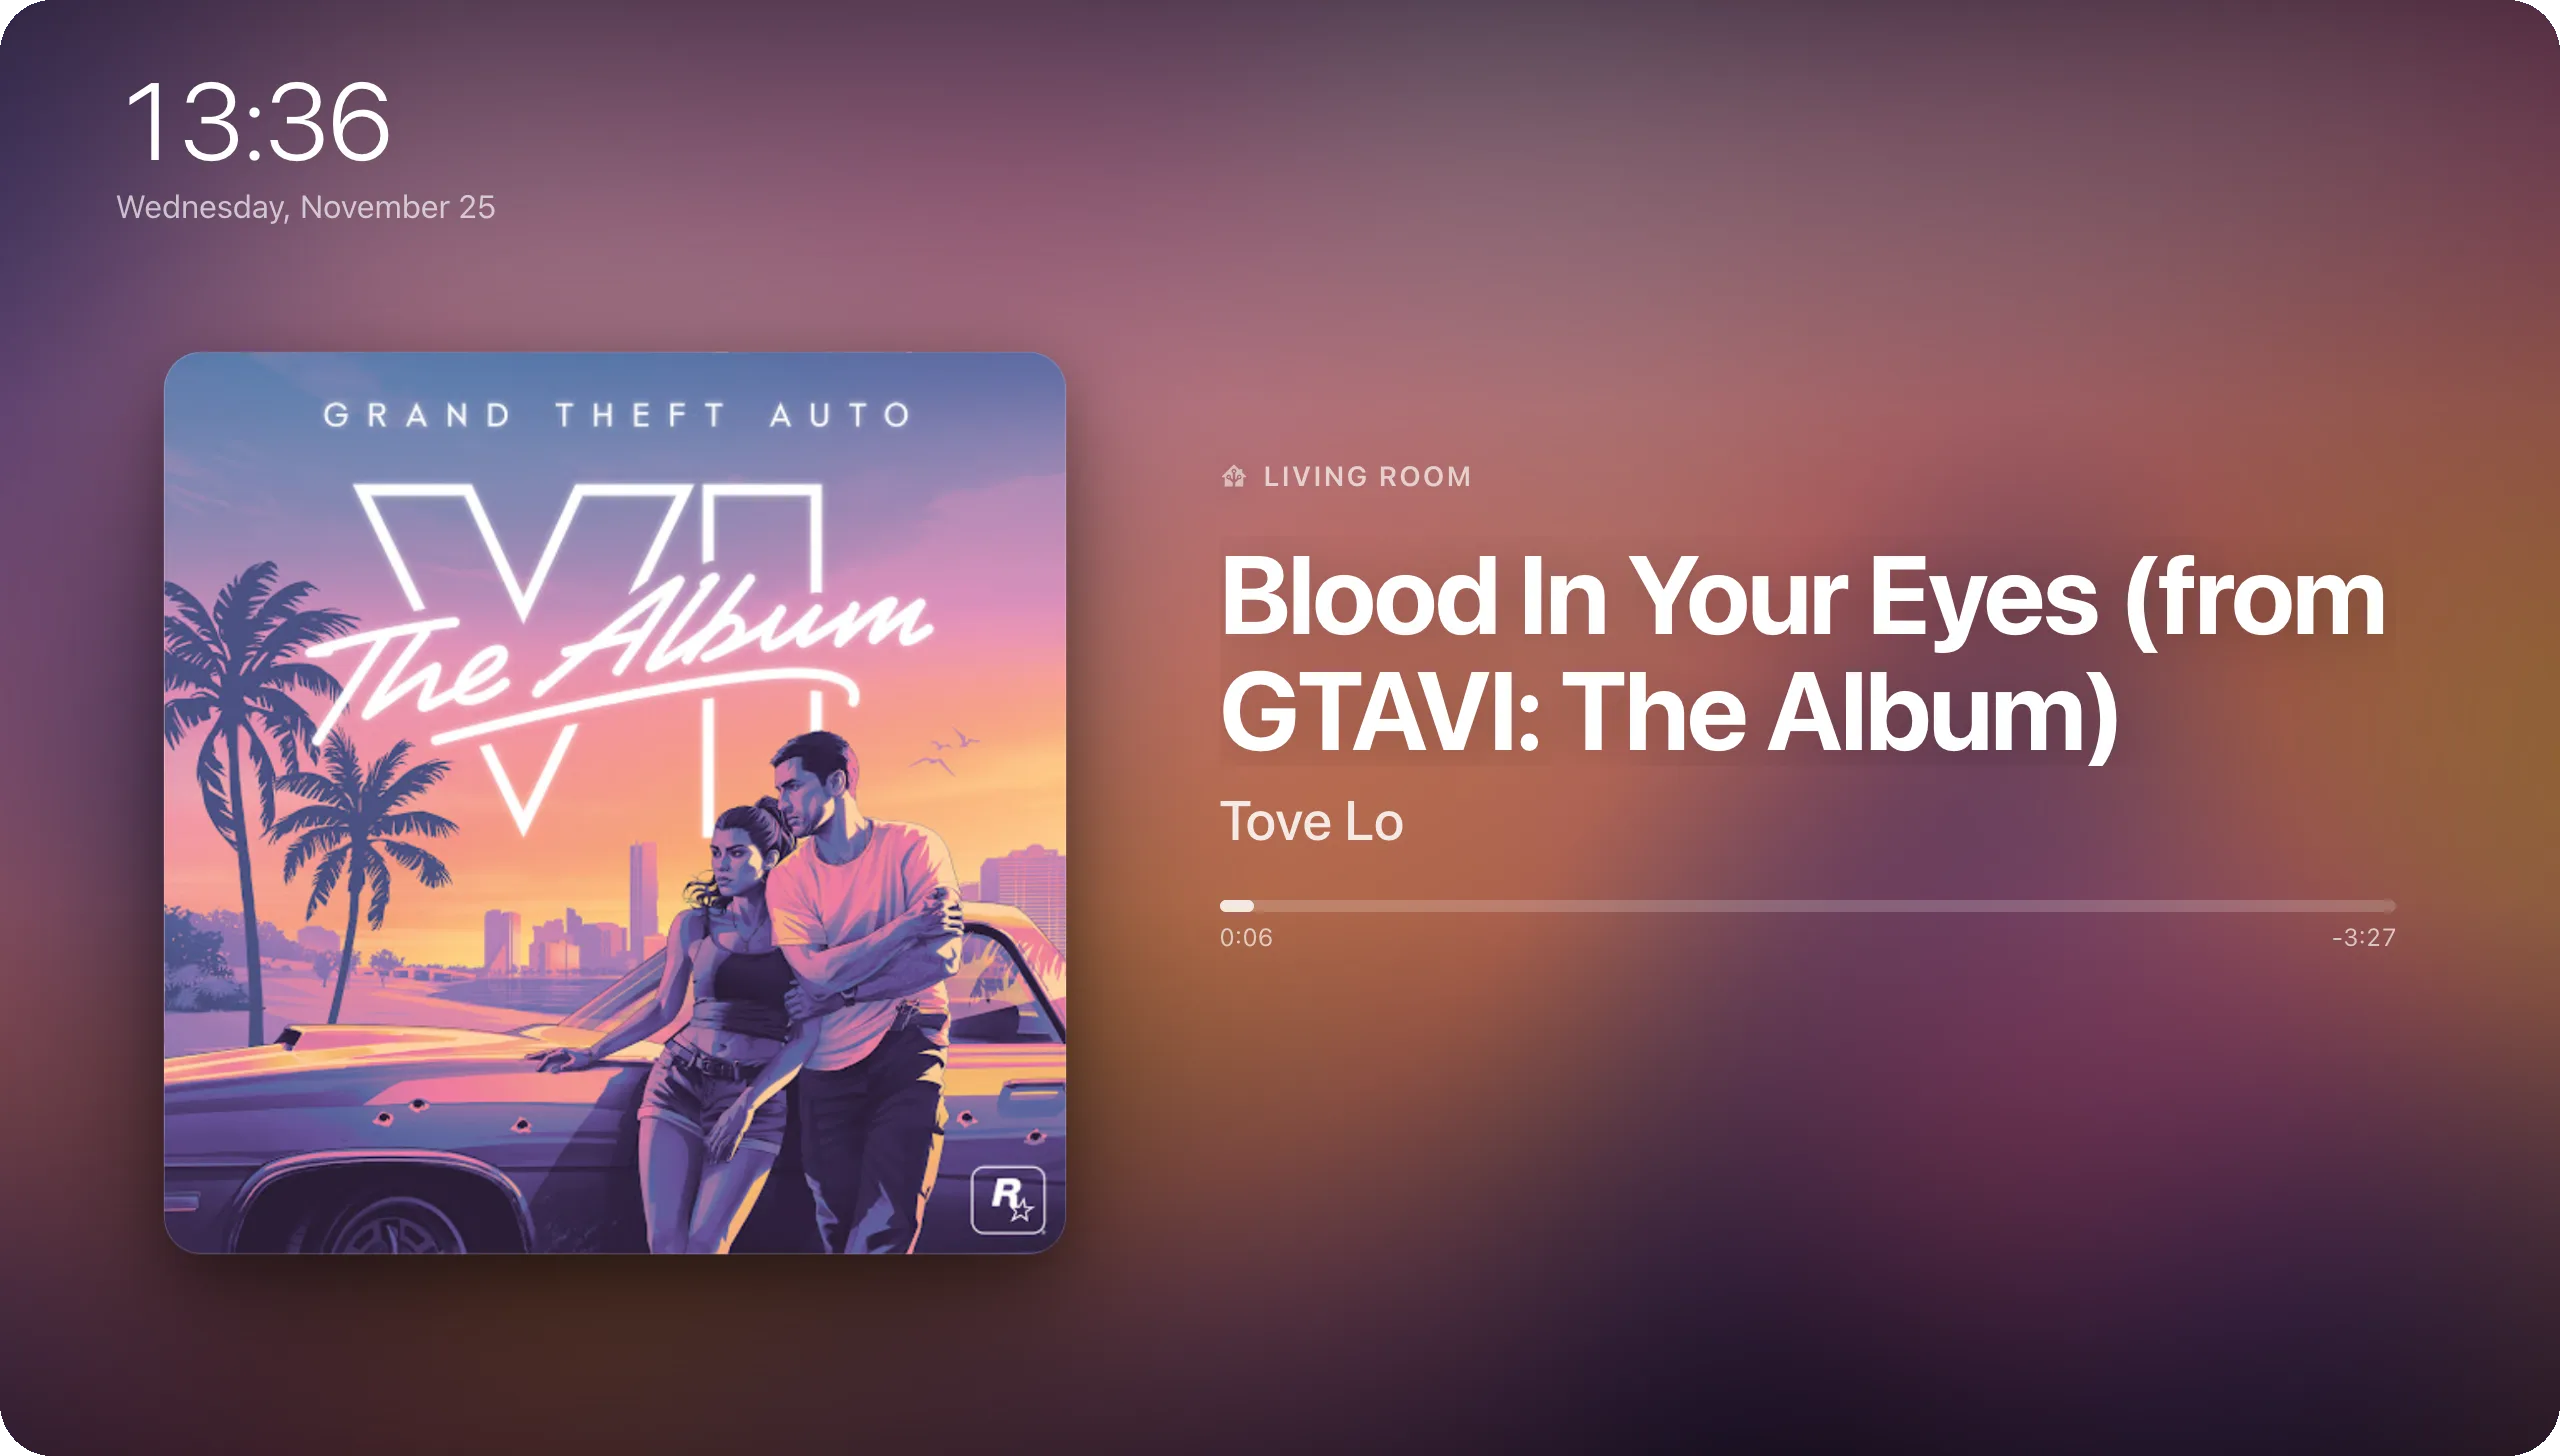 13:36
Wednesday, November 25
GRAND THEFT AUTO
VI
The Album
R
LIVING ROOM
Blood In Your Eyes (from
GTAVI: The Album)
Tove Lo
0:06
-3:27